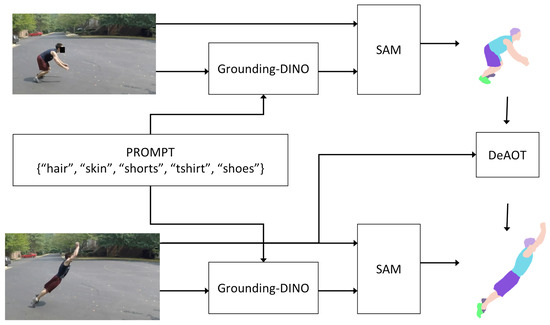 SAM
Grounding-DINO
PROMPT
{“hair”, “skin”, “shorts”, “tshirt”, “shoes”}
DeAOT
SAM
Grounding-DINO